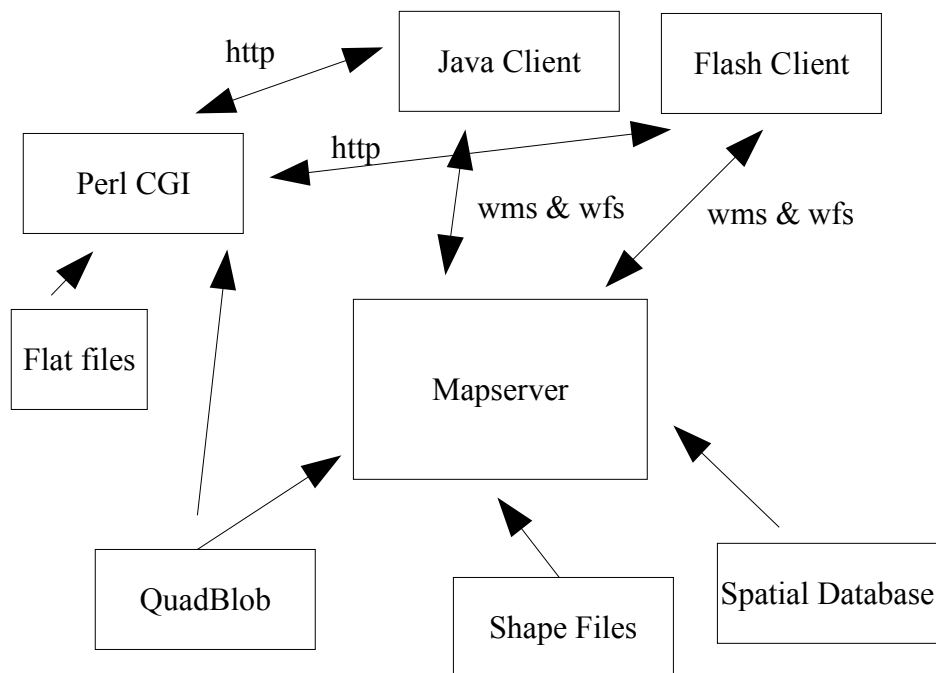 http
Java Client
Flash Client
http
Perl CGI
wms & wfs
wms & wfs
Flat files
Mapserver
QuadBlob
Shape Files
Spatial Database